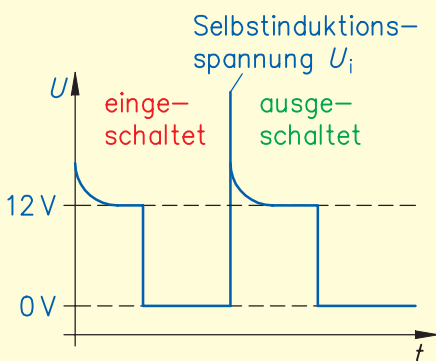 Selbstinduktions-
spannung Ui
U
einge-
schaltet
ausge-
schaltet
12 V
0 V
t